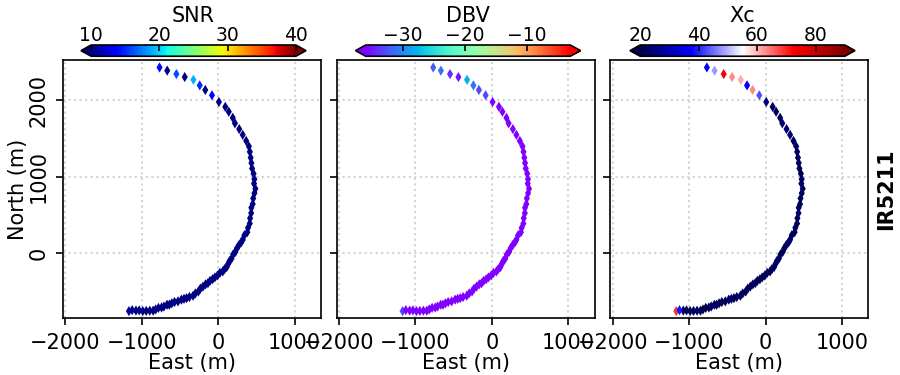 SNR DBV Xc
10 20 30 40 −30 −20 −10 20 40 60 80
North (m)
2000
1000
0
IR5211
−2000 −1000 0 1000 −2000 −1000 0 1000 −2000 −1000 0 1000
East (m) East (m) East (m)